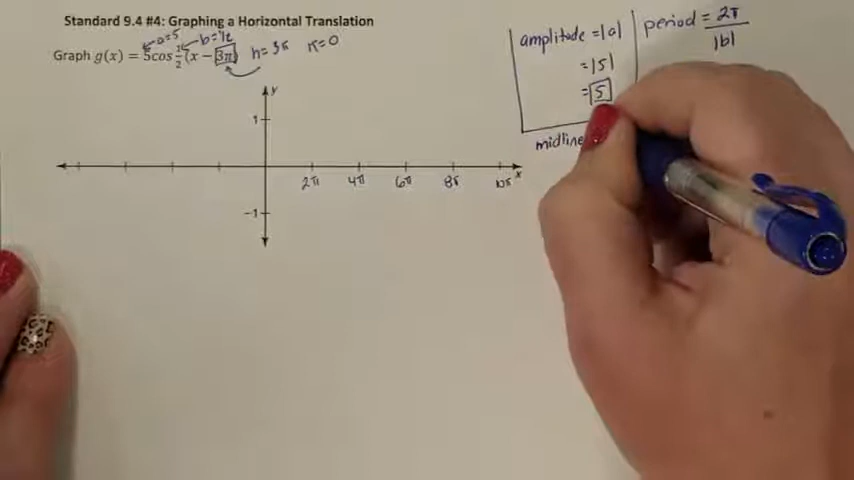 Standard 9.4 #4: Graphing a Horizontal Translation
a=5 b=1/2
Graph g(x) = 5cos 1/2 (x − 3π) h=3π k=0
amplitude = |a|
= |5|
= 5
period = 2π
|b|
midline
y
1
2π 4π 6π 8π 10π x
−1